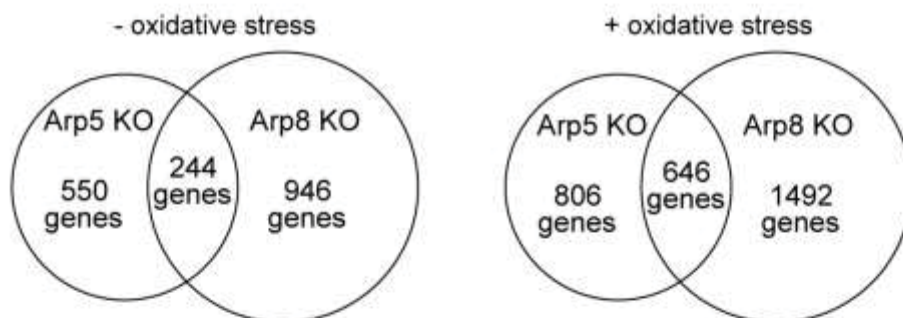 - oxidative stress
Arp5 KO
Arp8 KO
550
genes
244
genes
946
genes
+ oxidative stress
Arp5 KO
Arp8 KO
806
genes
646
genes
1492
genes